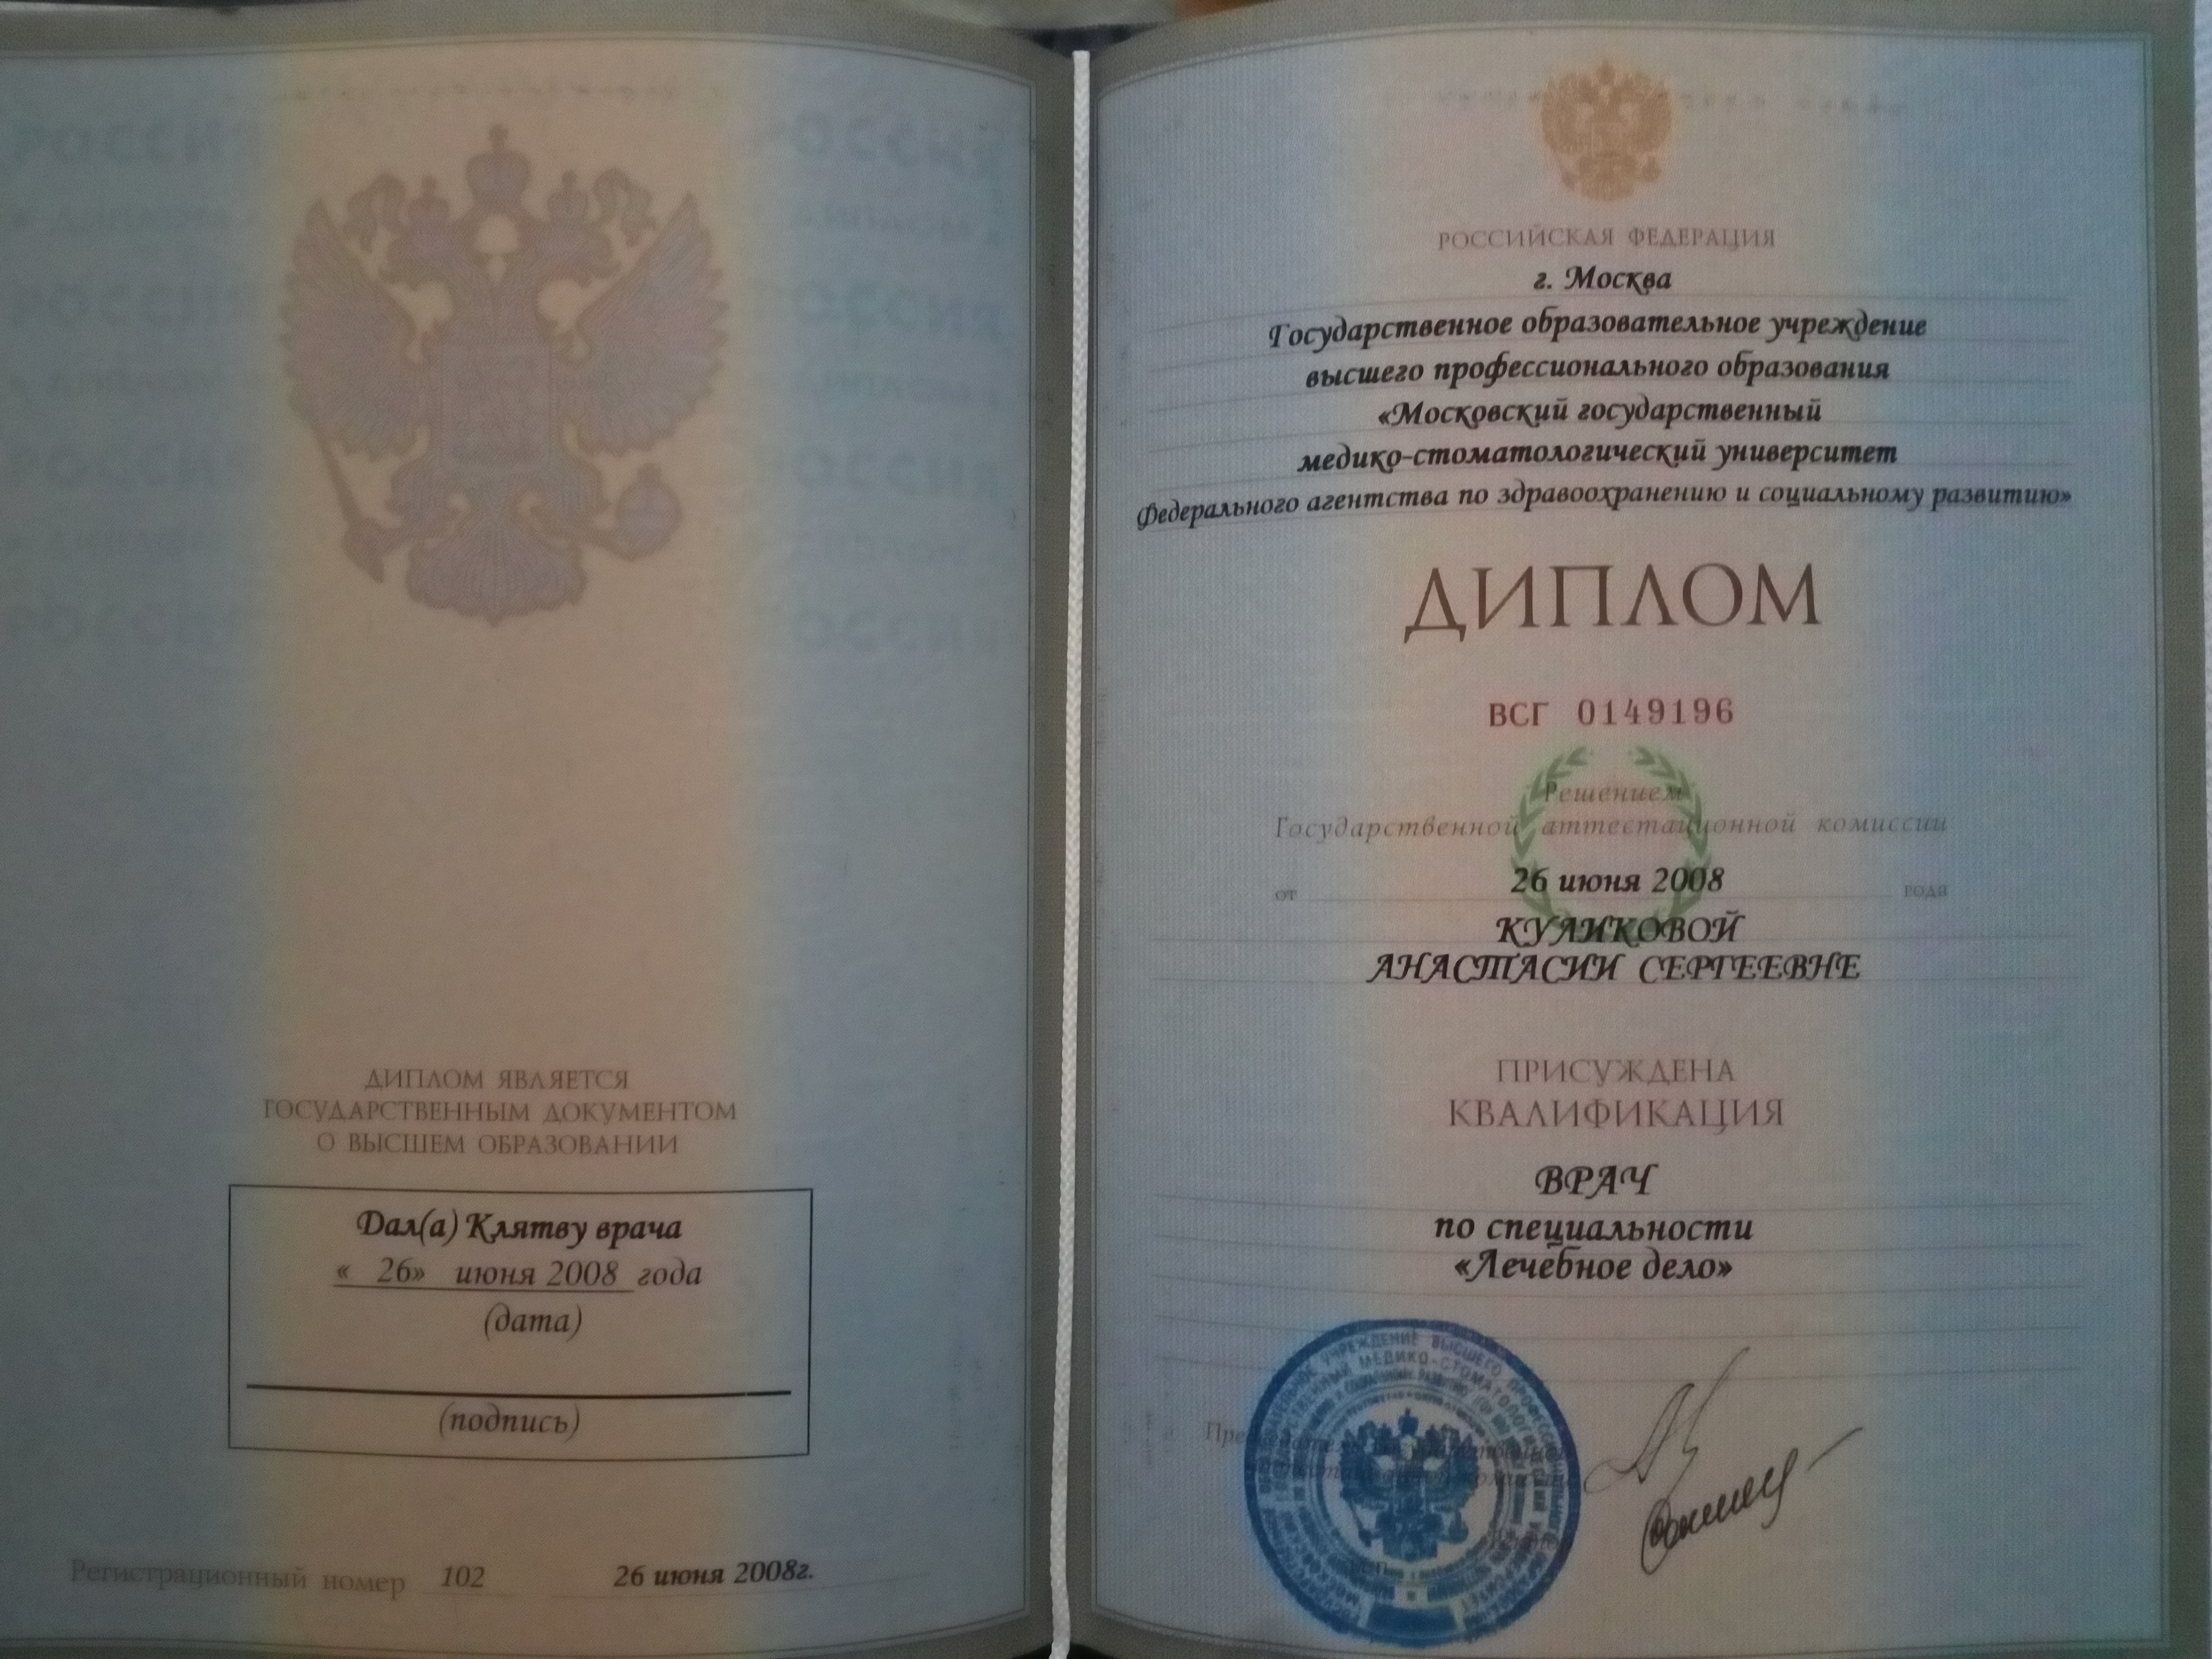 ДИПЛОМ ЯВЛЯЕТСЯ
ГОСУДАРСТВЕННЫМ ДОКУМЕНТОМ
О ВЫСШЕМ ОБРАЗОВАНИИ
Дал(а) Клятву врача
« 26» июня 2008 года
(дата)
(подпись)
Регистрационный номер 102 26 июня 2008г.
РОССИЙСКАЯ ФЕДЕРАЦИЯ
г. Москва
Государственное образовательное учреждение
высшего профессионального образования
«Московский государственный
медико-стоматологический университет
Федерального агентства по здравоохранению и социальному развитию»
ДИПЛОМ
ВСГ 0149196
Решением
Государственной аттестационной комиссии
от 26 июня 2008 года
КУЛИКОВОЙ
АНАСТАСИИ СЕРГЕЕВНЕ
ПРИСУЖДЕНА
КВАЛИФИКАЦИЯ
ВРАЧ
по специальности
«Лечебное дело»